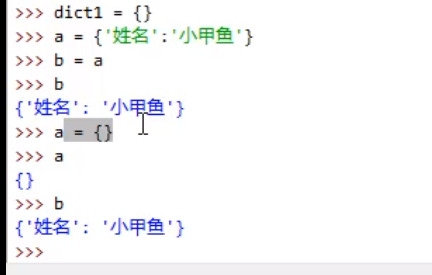 >>> dict1 = {}
>>> a = {'姓名':'小甲鱼'}
>>> b = a
>>> b
{'姓名': '小甲鱼'}
>>> a = {}
>>> a
{}
>>> b
{'姓名': '小甲鱼'}
>>>